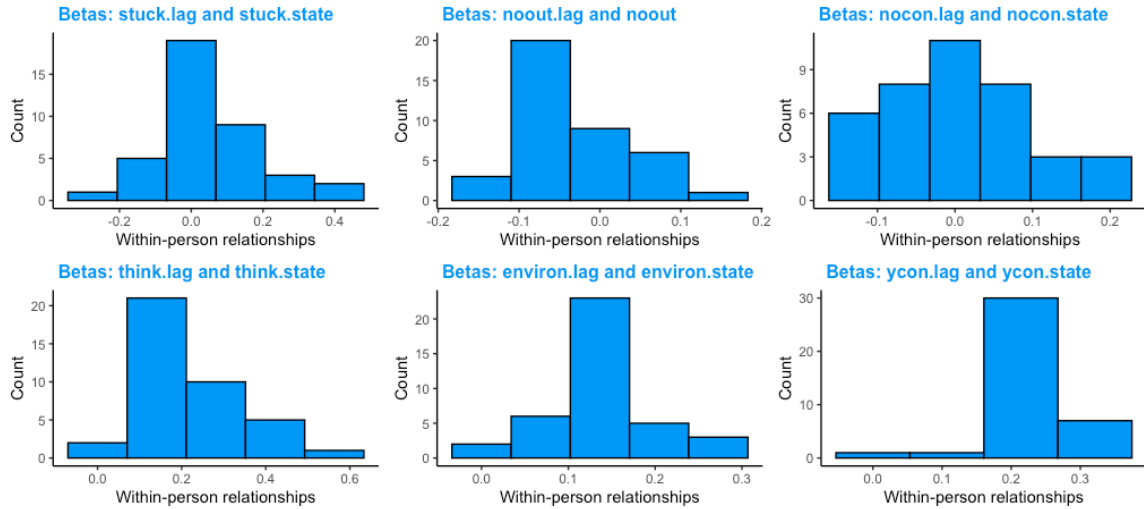 Betas: stuck.lag and stuck.state
Count
15
10
5
0
-0.2
0.0
0.2
0.4
Within-person relationships
Betas: noout.lag and noout
Count
20
15
10
5
0
-0.2
-0.1
0.0
0.1
0.2
Within-person relationships
Betas: nocon.lag and nocon.state
Count
9
6
3
0
-0.1
0.0
0.1
0.2
Within-person relationships
Betas: think.lag and think.state
Count
20
15
10
5
0
0.0
0.2
0.4
0.6
Within-person relationships
Betas: environ.lag and environ.state
Count
20
15
10
5
0
0.0
0.1
0.2
0.3
Within-person relationships
Betas: ycon.lag and ycon.state
Count
30
20
10
0
0.0
0.1
0.2
0.3
Within-person relationships